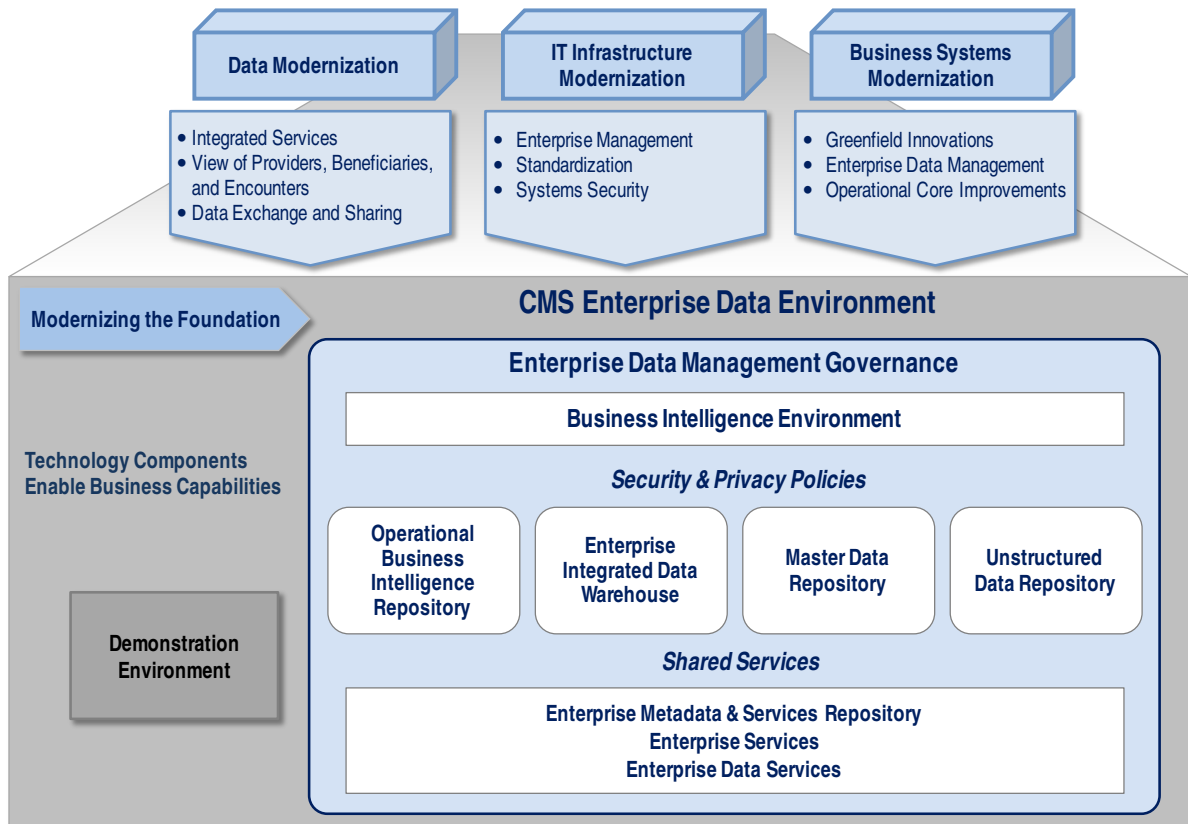 Data Modernization
• Integrated Services
• View of Providers, Beneficiaries,
and Encounters
• Data Exchange and Sharing
IT Infrastructure
Modernization
• Enterprise Management
• Standardization
• Systems Security
Business Systems
Modernization
• Greenfield Innovations
• Enterprise Data Management
• Operational Core Improvements
Modernizing the Foundation
CMS Enterprise Data Environment
Technology Components
Enable Business Capabilities
Demonstration
Environment
Enterprise Data Management Governance
Business Intelligence Environment
Security & Privacy Policies
Operational
Business
Intelligence
Repository
Enterprise
Integrated Data
Warehouse
Master Data
Repository
Unstructured
Data Repository
Shared Services
Enterprise Metadata & Services Repository
Enterprise Services
Enterprise Data Services